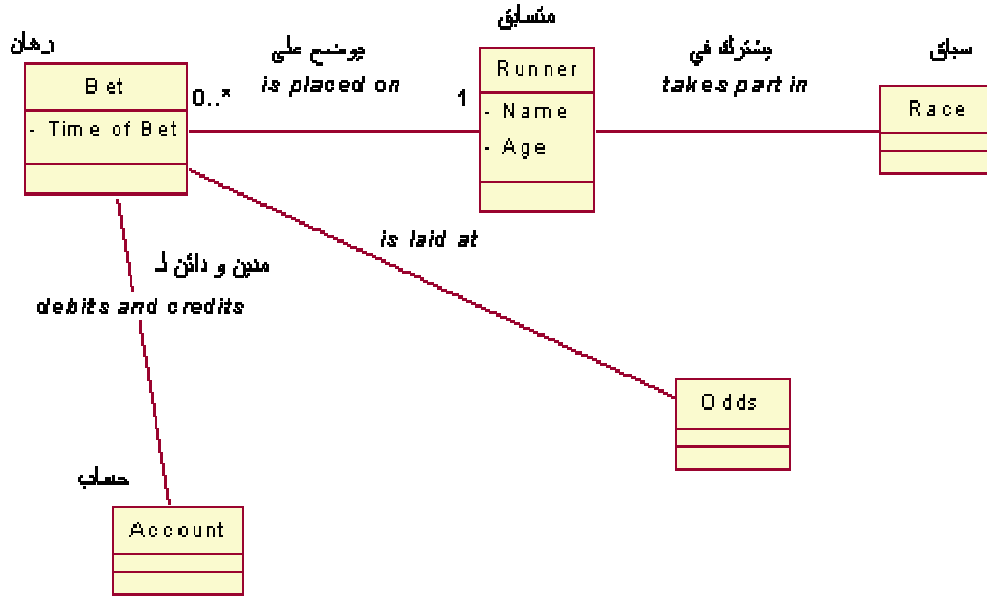 متسابق
رهان
يوضع على
يشترك في
سباق
Bet
0..*
is placed on
1
Runner
takes part in
Race
- Time of Bet
- Name
- Age
is laid at
مدين و دائن لـ
debits and credits
Odds
حساب
Account